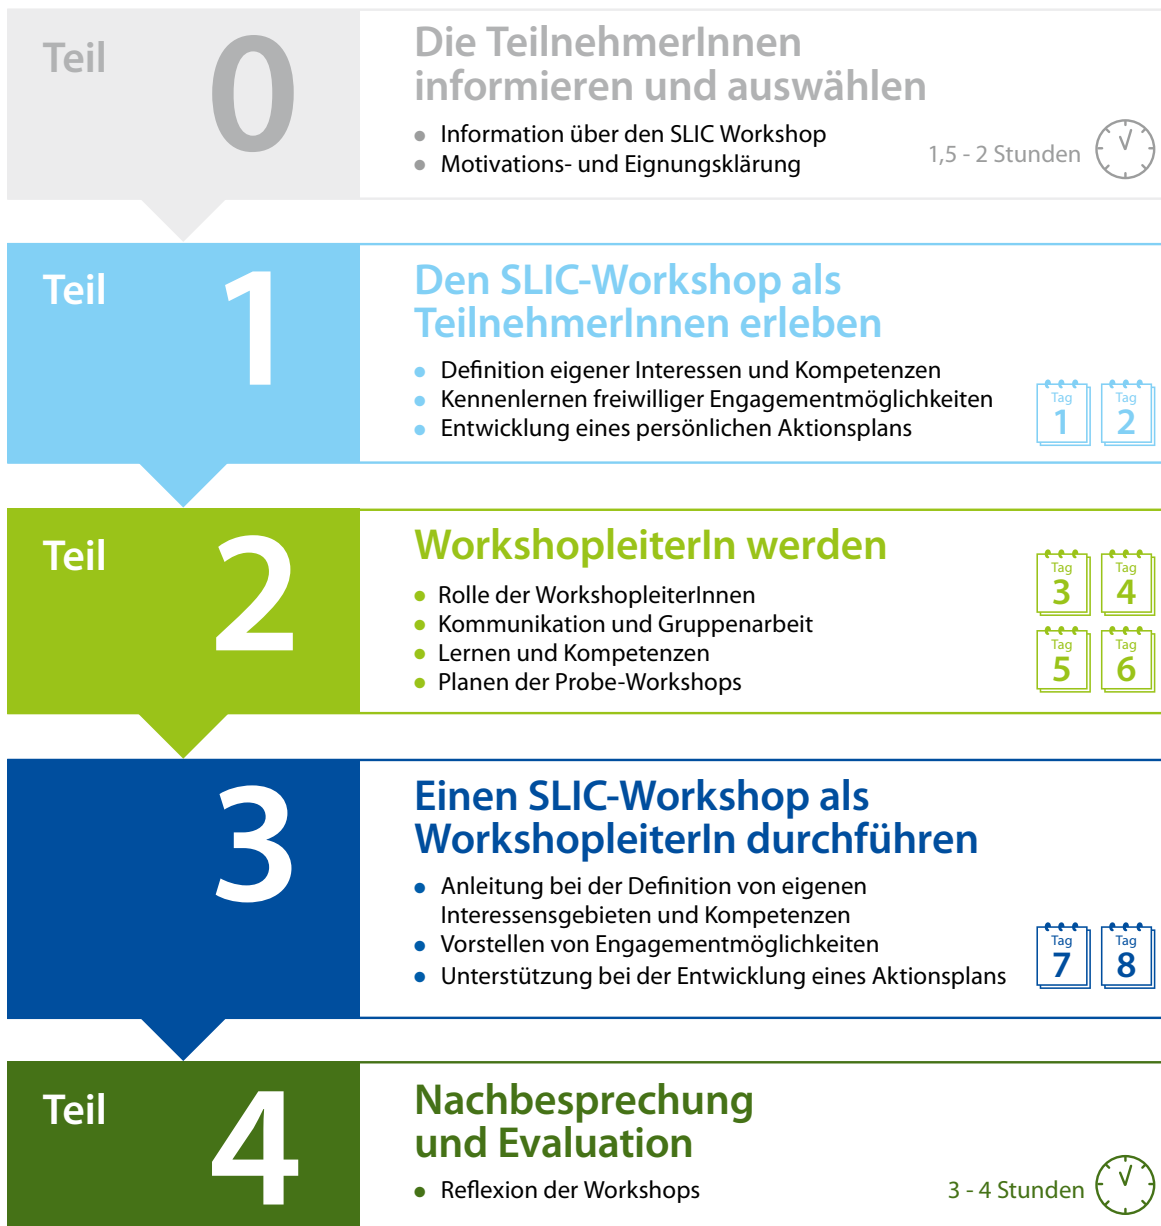 Teil 0
Die TeilnehmerInnen
informieren und auswählen
● Information über den SLIC Workshop
● Motivations- und Eignungsklärung
1,5 - 2 Stunden
Teil 1
Den SLIC-Workshop als
TeilnehmerInnen erleben
● Definition eigener Interessen und Kompetenzen
● Kennenlernen freiwilliger Engagementmöglichkeiten
● Entwicklung eines persönlichen Aktionsplans
Tag 1
Tag 2
Teil 2
WorkshopleiterIn werden
● Rolle der WorkshopleiterInnen
● Kommunikation und Gruppenarbeit
● Lernen und Kompetenzen
● Planen der Probe-Workshops
Tag 3
Tag 4
Tag 5
Tag 6
3
Einen SLIC-Workshop als
WorkshopleiterIn durchführen
● Anleitung bei der Definition von eigenen
Interessensgebieten und Kompetenzen
● Vorstellen von Engagementmöglichkeiten
● Unterstützung bei der Entwicklung eines Aktionsplans
Tag 7
Tag 8
Teil 4
Nachbesprechung
und Evaluation
● Reflexion der Workshops
3 - 4 Stunden